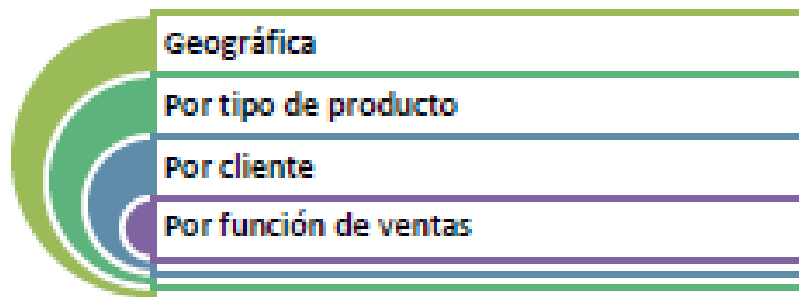 Geográfica
Por tipo de producto
Por cliente
Por función de ventas